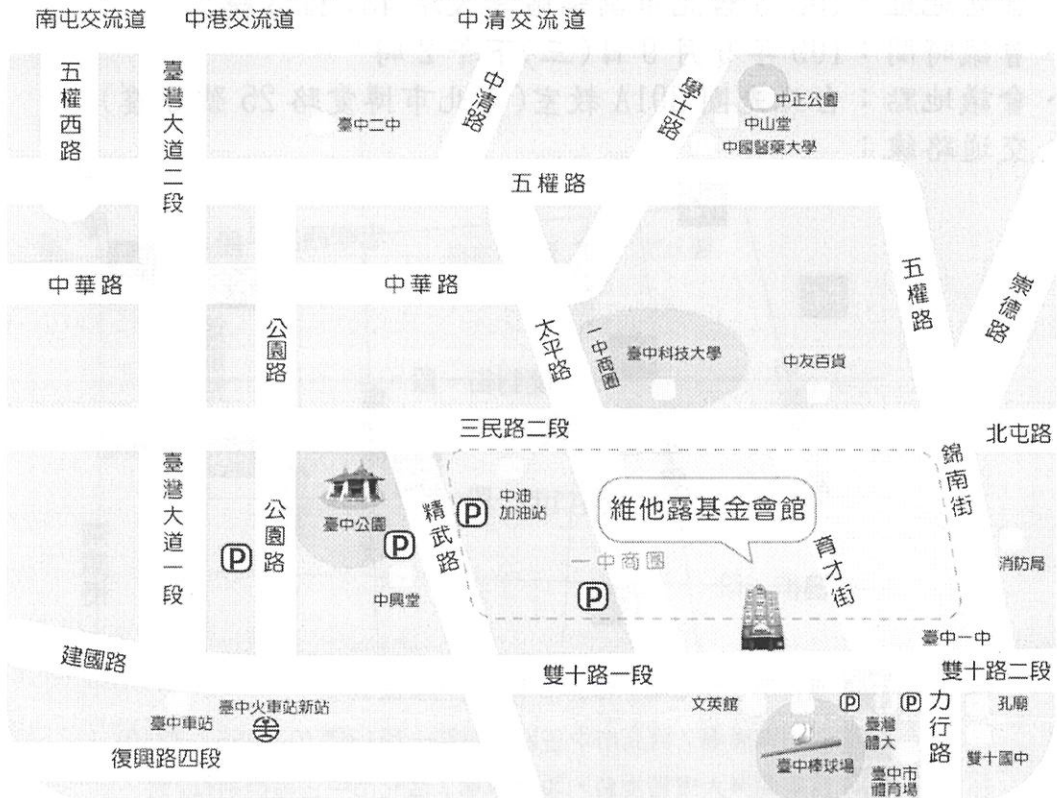 南屯交流道
中港交流道
中清交流道
五權西路
臺灣大道二段
臺中二中
中清路
學士路
中正公園
中山堂
中國醫藥大學
五權路
中華路
中華路
公園路
太平路
一中商圈
臺中科技大學
中友百貨
五權路
崇德路
三民路二段
北屯路
臺灣大道一段
公園路
臺中公園
精武路
中油
加油站
維他露基金會館
錦南街
P
P
P
P
一中商圈
育才街
消防局
中興堂
臺中一中
建國路
雙十路一段
雙十路二段
臺中車站
臺中火車站新站
文英館
P
P
力行路
孔廟
臺灣
體大
臺中棒球場
臺中市
體育場
雙十國中
復興路四段